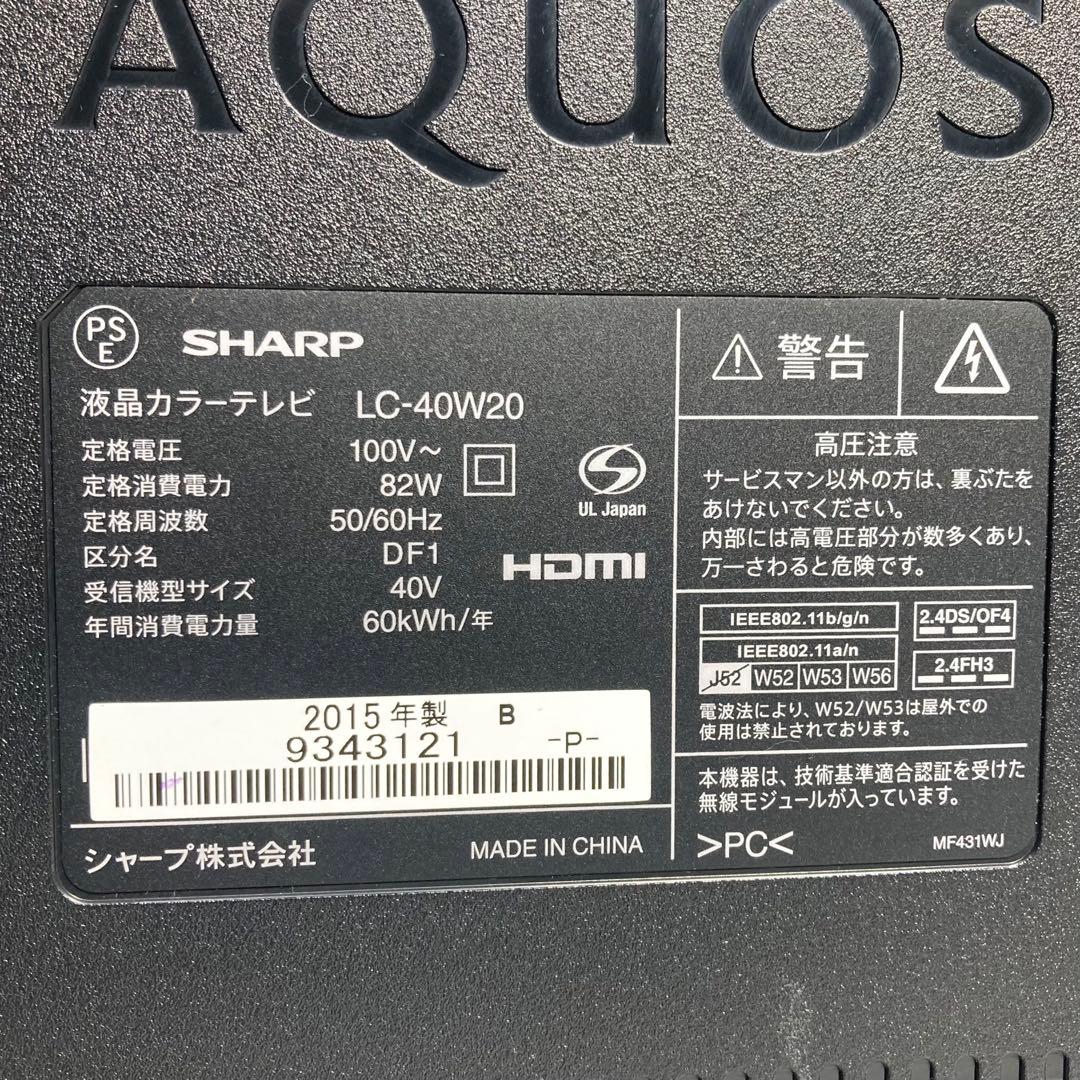 AQUOS
PS
E
SHARP
液晶カラーテレビ LC-40W20
定格電圧 100V～
定格消費電力 82W
定格周波数 50/60Hz
区分名 DF1
受信機型サイズ 40V
年間消費電力量 60kWh/年
UL Japan
HDMI
2015年製 B
9343121 -P-
シャープ株式会社 MADE IN CHINA
警告
高圧注意
サービスマン以外の方は、裏ぶたを
あけないでください。
内部には高電圧部分が数多くあり、
万一さわると危険です。
IEEE802.11b/g/n
2.4DS/OF4
IEEE802.11a/n
J52 W52 W53 W56
2.4FH3
電波法により、W52/W53は屋外での
使用は禁止されております。
本機器は、技術基準適合認証を受けた
無線モジュールが入っています。
>PC< MF431WJ